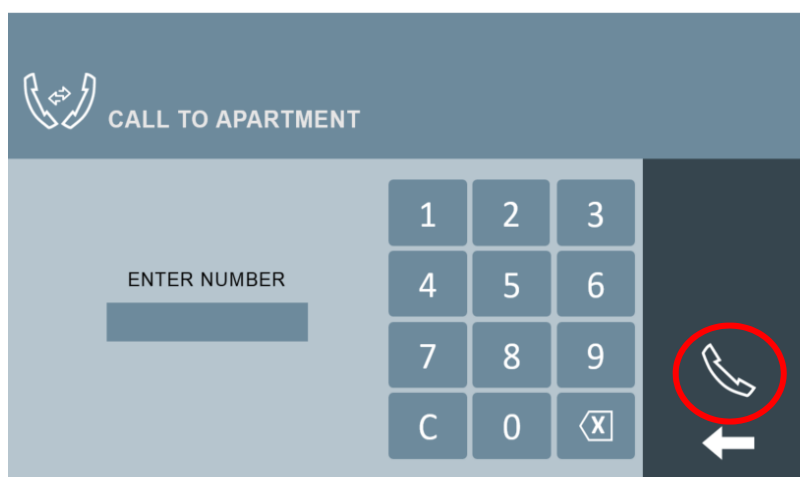 CALL TO APARTMENT
1 2 3
ENTER NUMBER
4 5 6
7 8 9
C 0 X